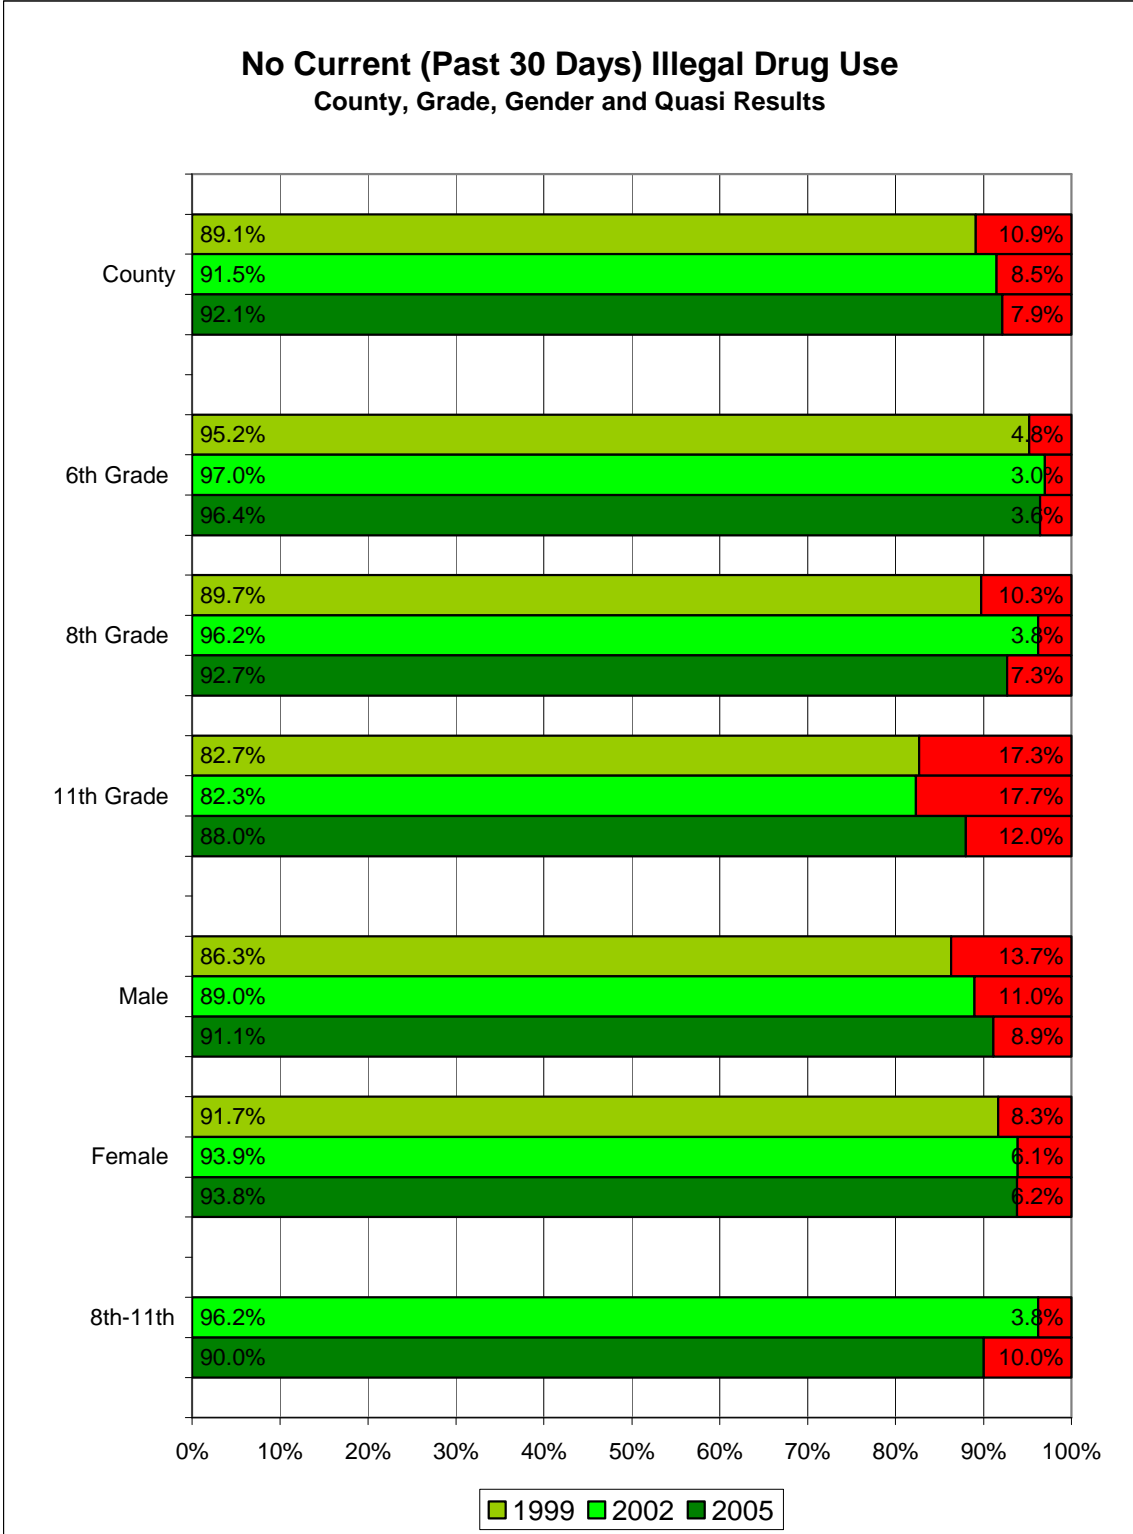 No Current (Past 30 Days) Illegal Drug Use
County, Grade, Gender and Quasi Results
89.1% 10.9%
County 91.5% 8.5%
92.1% 7.9%
95.2% 4.8%
6th Grade 97.0% 3.0%
96.4% 3.6%
89.7% 10.3%
8th Grade 96.2% 3.8%
92.7% 7.3%
82.7% 17.3%
11th Grade 82.3% 17.7%
88.0% 12.0%
86.3% 13.7%
Male 89.0% 11.0%
91.1% 8.9%
91.7% 8.3%
Female 93.9% 6.1%
93.8% 6.2%
8th-11th 96.2% 3.8%
90.0% 10.0%
0% 10% 20% 30% 40% 50% 60% 70% 80% 90% 100%
1999 2002 2005